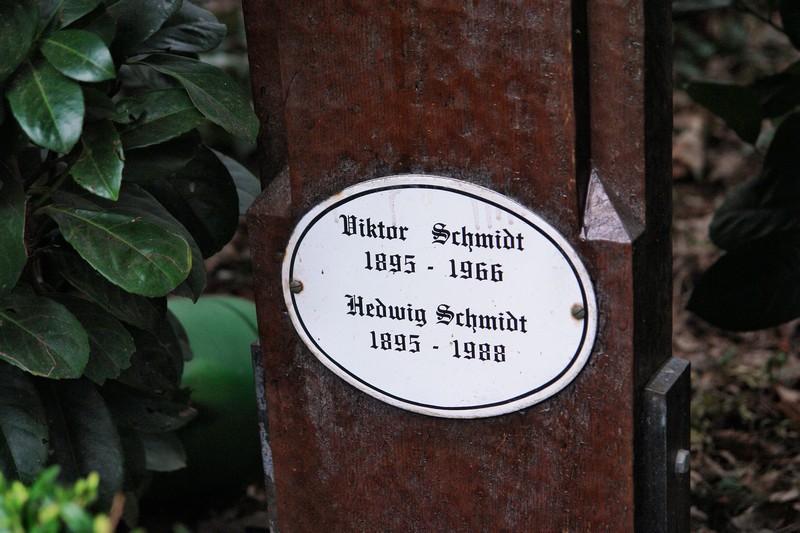 Viktor Schmidt
1895 - 1966
Hedwig Schmidt
1895 - 1988